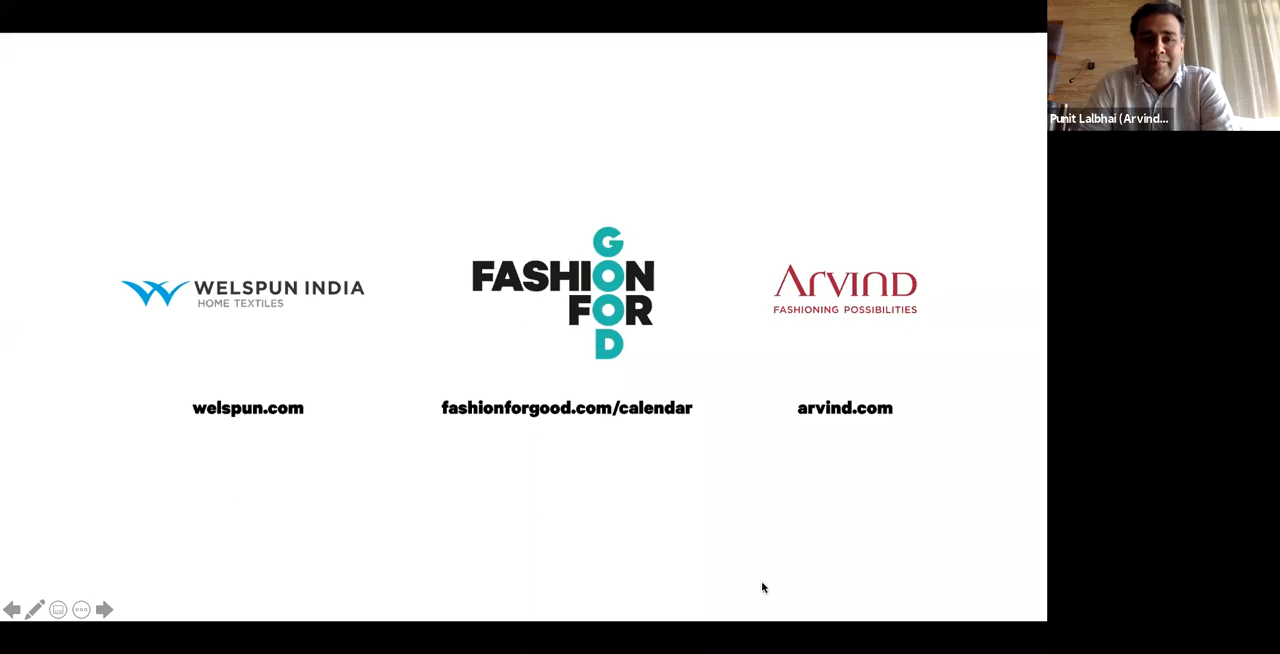 Punit Lalbhai (Arvind...
WELSPUN INDIA
HOME TEXTILES
GOOD
FASHION
FOR
ARVIND
FASHIONING POSSIBILITIES
welspun.com
fashionforgood.com/calendar
arvind.com